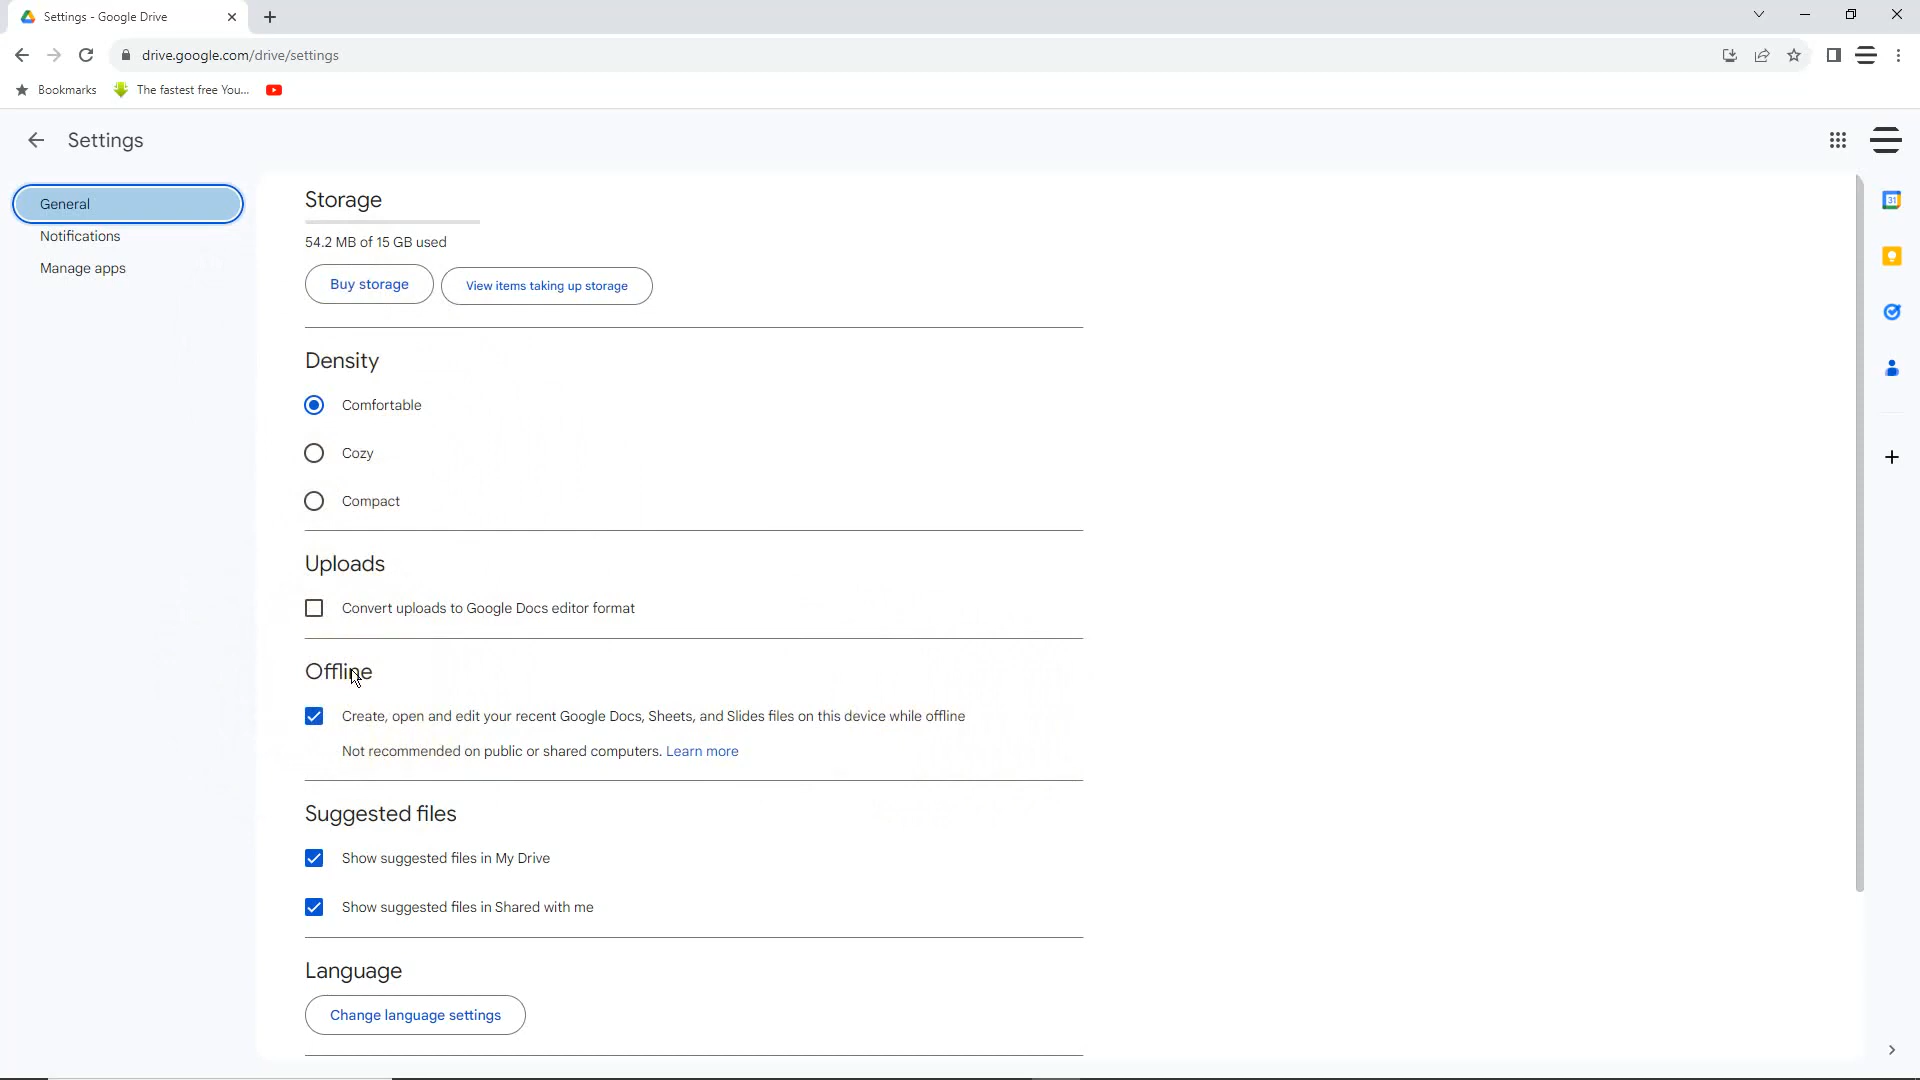 Settings - Google Drive
drive.google.com/drive/settings
Bookmarks
The fastest free You...
Settings
General
Notifications
Manage apps
Storage
54.2 MB of 15 GB used
Buy storage
View items taking up storage
Density
Comfortable
Cozy
Compact
Uploads
Convert uploads to Google Docs editor format
Offline
Create, open and edit your recent Google Docs, Sheets, and Slides files on this device while offline
Not recommended on public or shared computers. Learn more
Suggested files
Show suggested files in My Drive
Show suggested files in Shared with me
Language
Change language settings
31